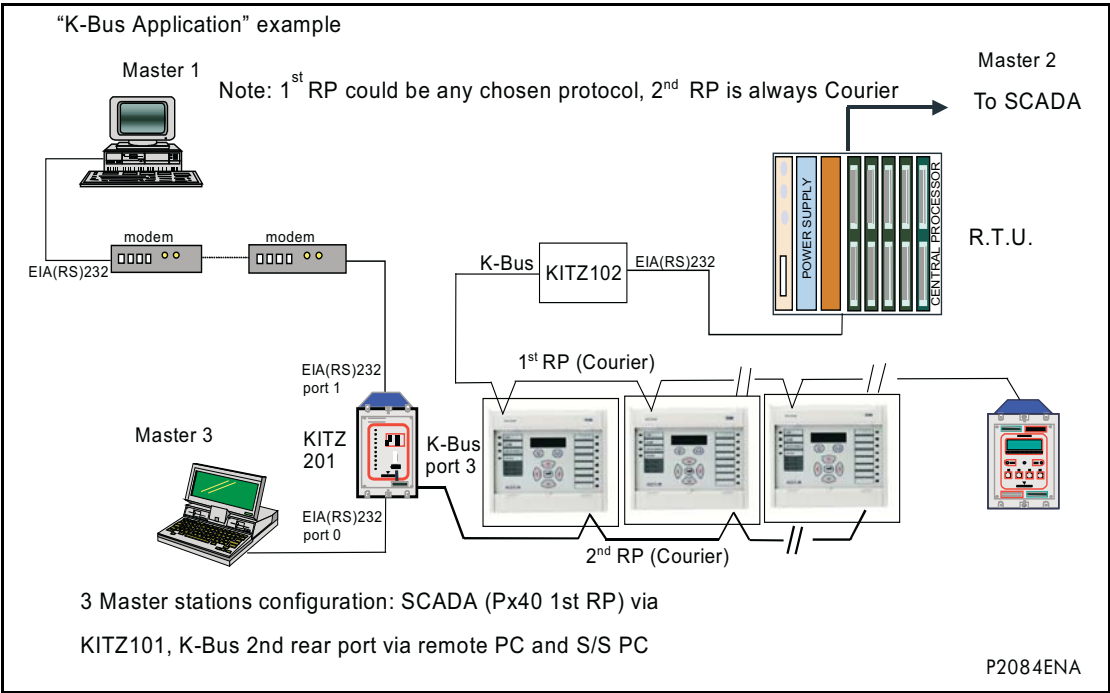 “K-Bus Application” example
Master 1
Note: 1st RP could be any chosen protocol, 2nd RP is always Courier
Master 2
To SCADA
POWER SUPPLY
CENTRAL PROCESSOR
R.T.U.
modem
modem
EIA(RS)232
K-Bus
KITZ102
EIA(RS)232
1st RP (Courier)
EIA(RS)232
port 1
Master 3
KITZ
201
K-Bus
port 3
EIA(RS)232
port 0
2nd RP (Courier)
3 Master stations configuration: SCADA (Px40 1st RP) via
KITZ101, K-Bus 2nd rear port via remote PC and S/S PC
P2084ENA